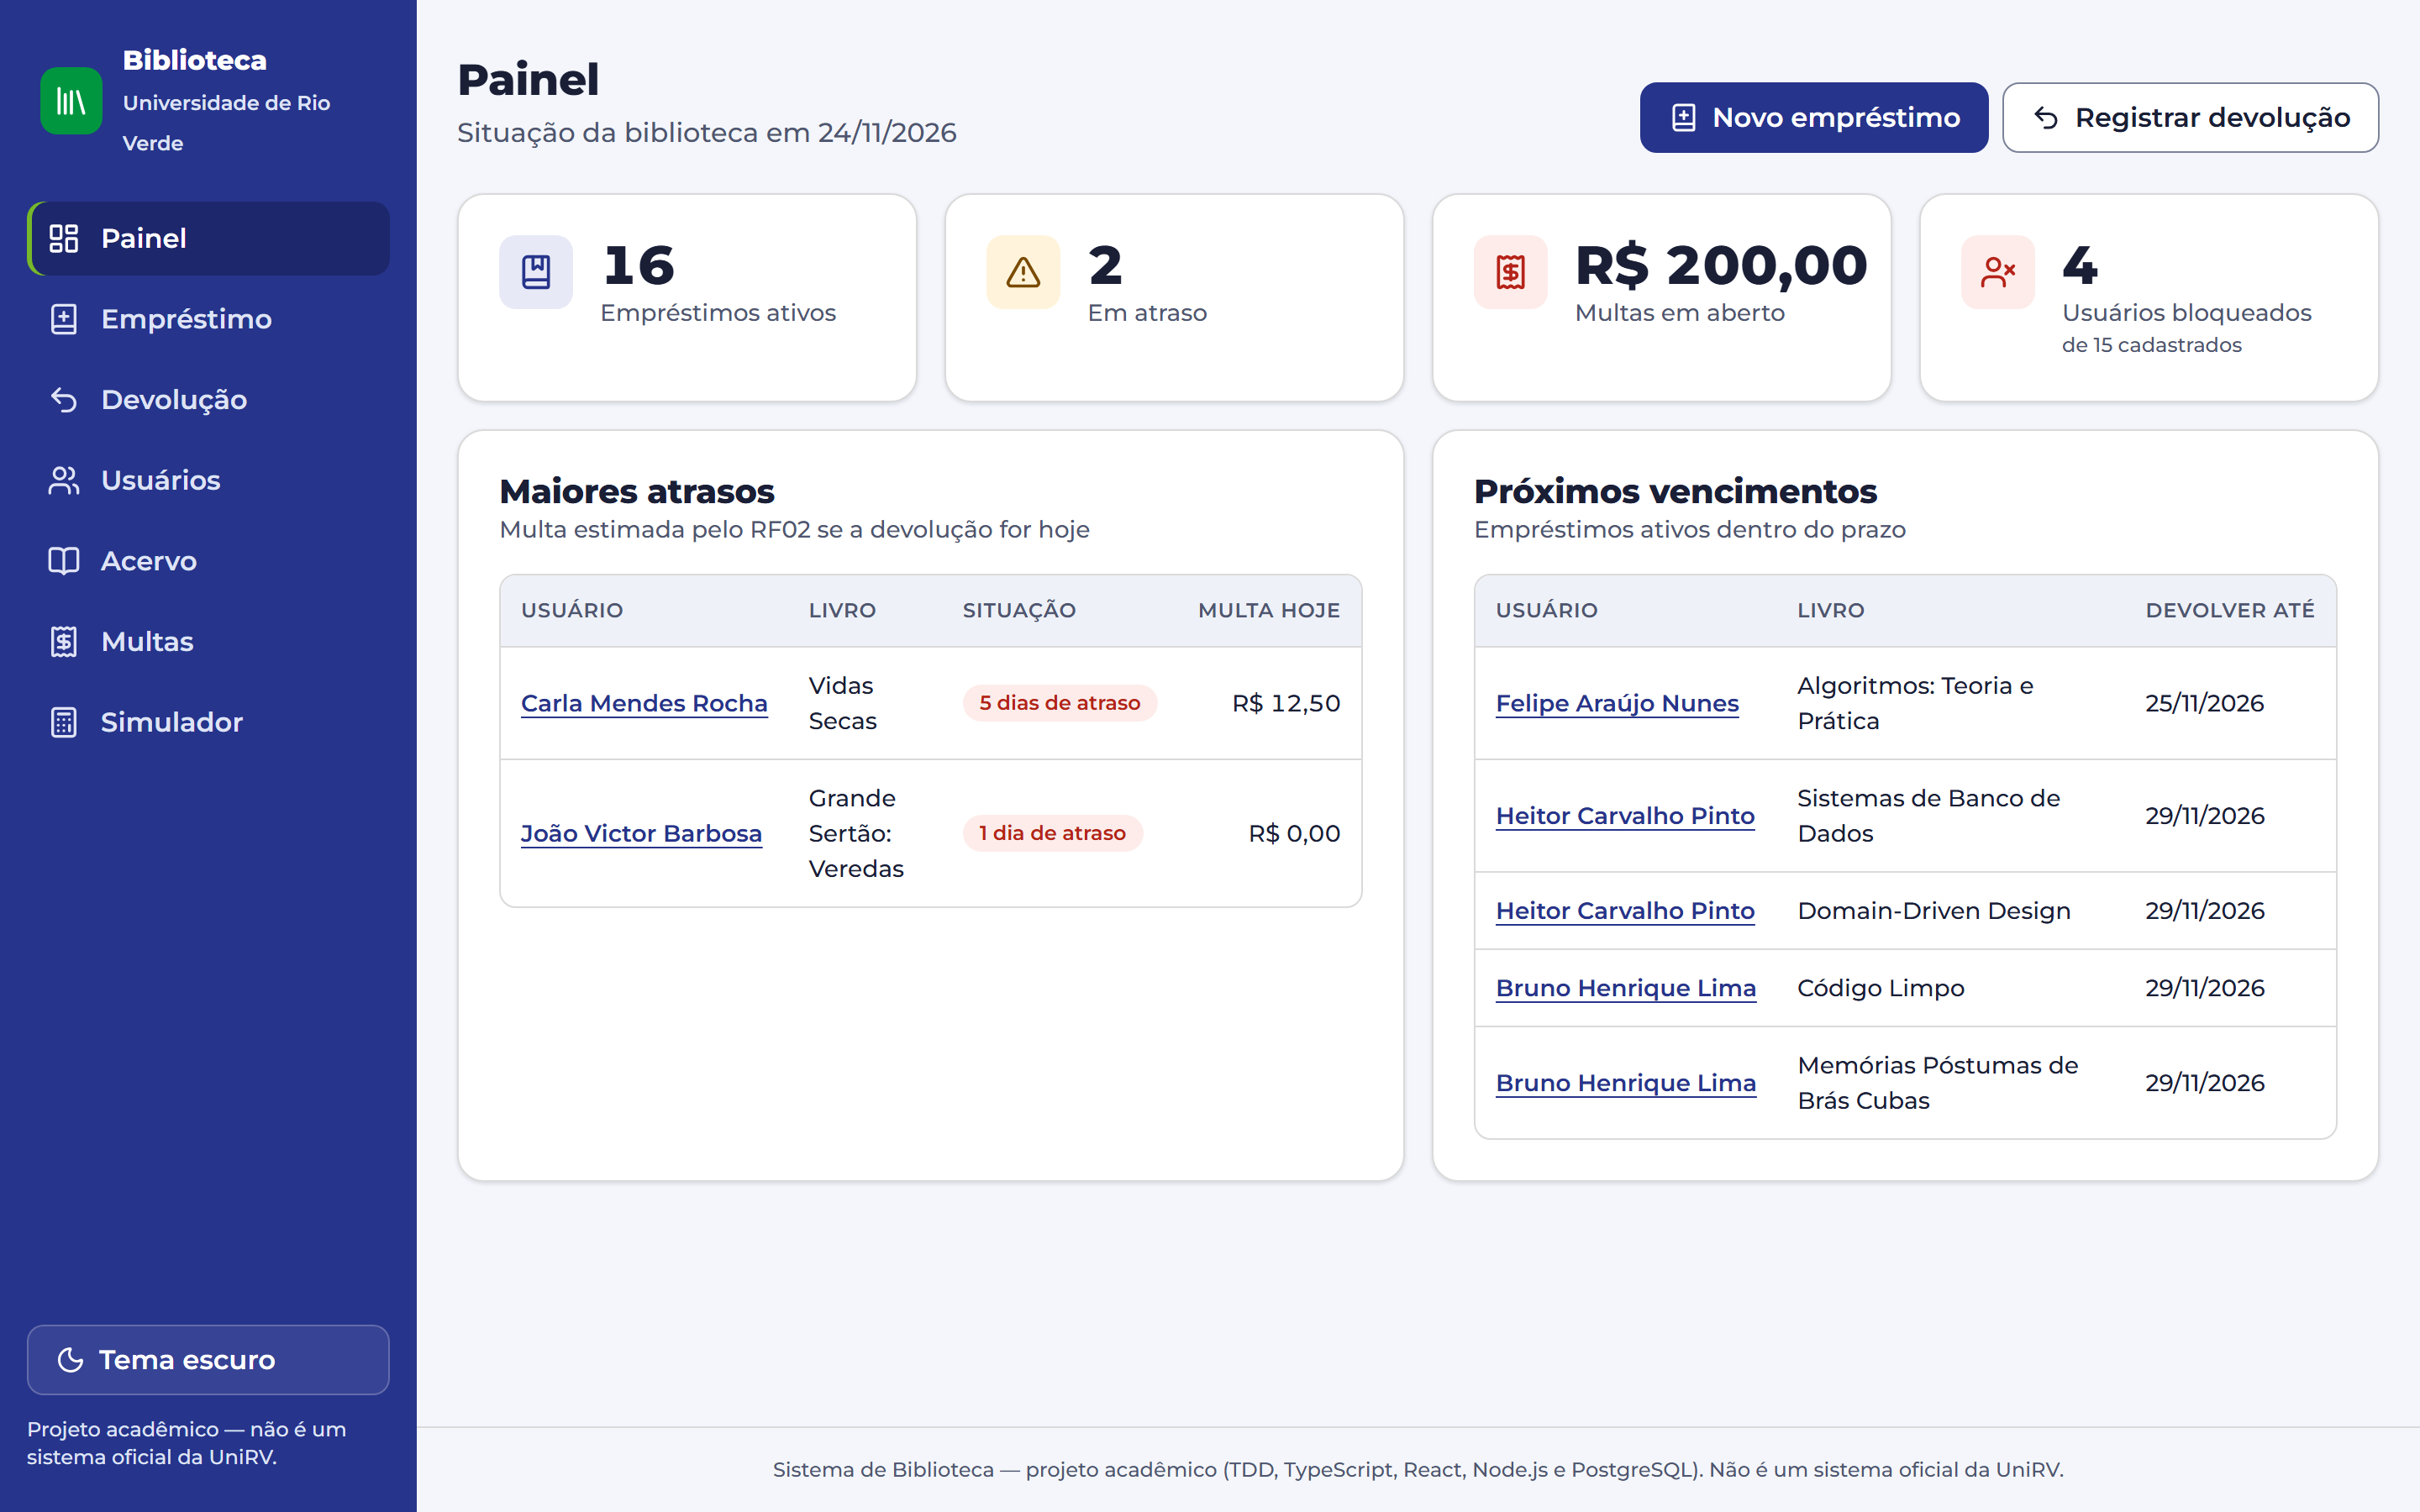 Biblioteca
Universidade de Rio
Verde
Painel
Empréstimo
Devolução
Usuários
Acervo
Multas
Simulador
Tema escuro
Projeto acadêmico — não é um
sistema oficial da UniRV.
Painel
Situação da biblioteca em 24/11/2026
Novo empréstimo
Registrar devolução
16
Empréstimos ativos
2
Em atraso
R$ 200,00
Multas em aberto
4
Usuários bloqueados
de 15 cadastrados
Maiores atrasos
Multa estimada pelo RF02 se a devolução for hoje
USUÁRIO LIVRO SITUAÇÃO MULTA HOJE
Carla Mendes Rocha Vidas Secas 5 dias de atraso R$ 12,50
João Victor Barbosa Grande Sertão: Veredas 1 dia de atraso R$ 0,00
Próximos vencimentos
Empréstimos ativos dentro do prazo
USUÁRIO LIVRO DEVOLVER ATÉ
Felipe Araújo Nunes Algoritmos: Teoria e Prática 25/11/2026
Heitor Carvalho Pinto Sistemas de Banco de Dados 29/11/2026
Heitor Carvalho Pinto Domain-Driven Design 29/11/2026
Bruno Henrique Lima Código Limpo 29/11/2026
Bruno Henrique Lima Memórias Póstumas de Brás Cubas 29/11/2026
Sistema de Biblioteca — projeto acadêmico (TDD, TypeScript, React, Node.js e PostgreSQL). Não é um sistema oficial da UniRV.